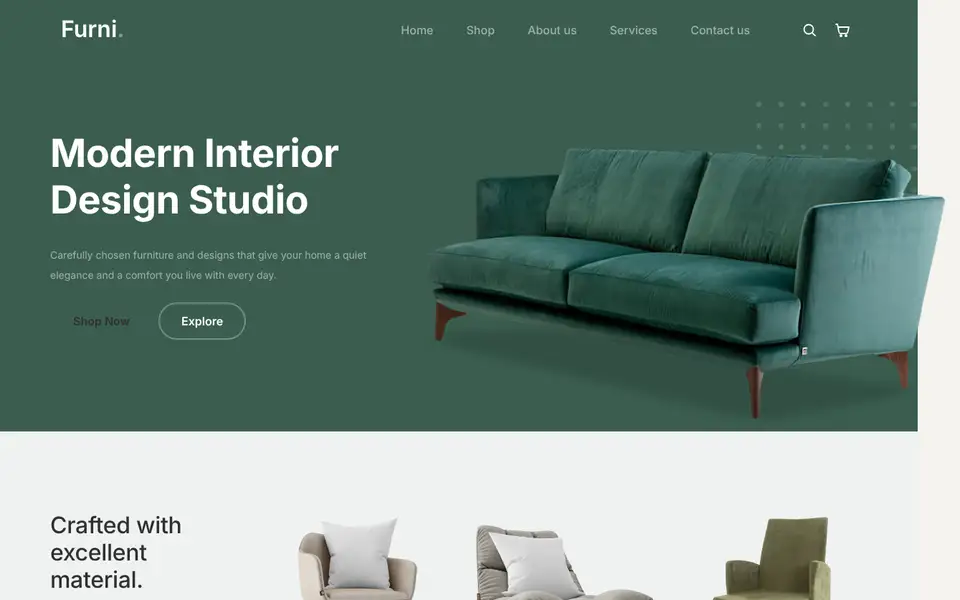 Furni.
Home Shop About us Services Contact us
Modern Interior
Design Studio
Carefully chosen furniture and designs that give your home a quiet
elegance and a comfort you live with every day.
Shop Now Explore
Crafted with
excellent
material.